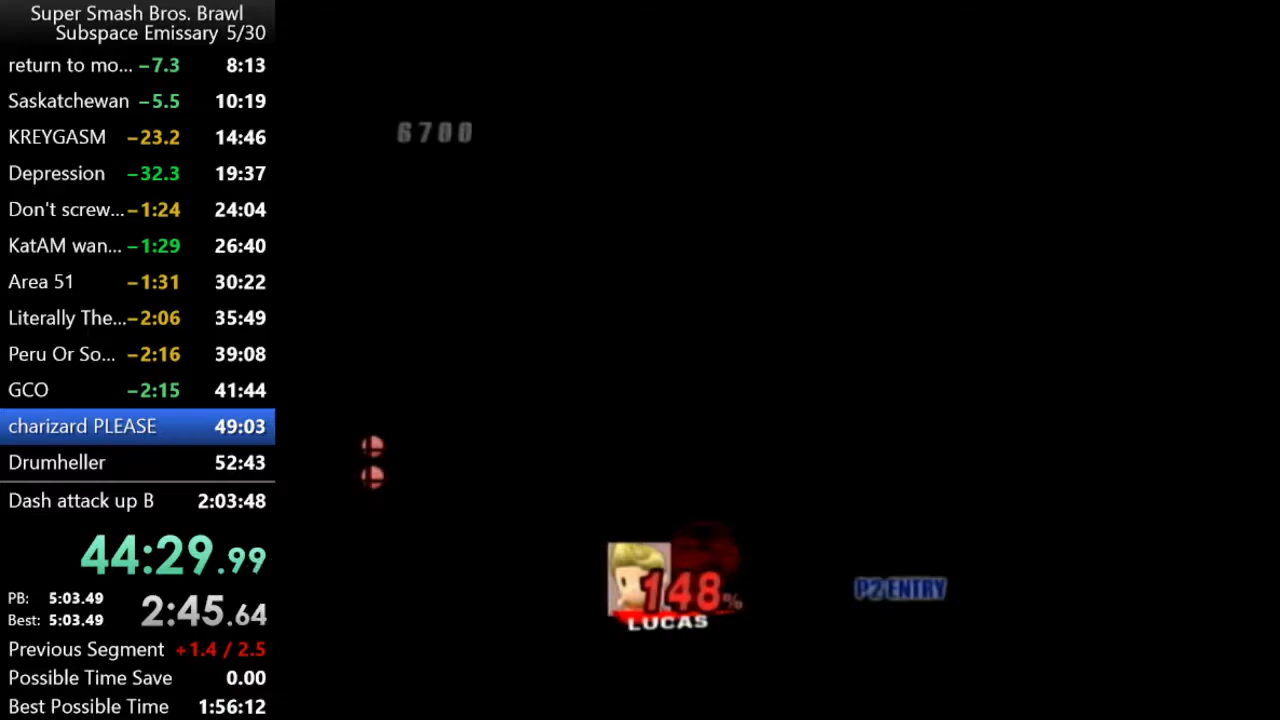 Super Smash Bros. Brawl
Subspace Emissary 5/30
return to mo... −7.3 8:13
Saskatchewan −5.5 10:19
KREYGASM −23.2 14:46
Depression −32.3 19:37
Don't screw... −1:24 24:04
KatAM wan... −1:29 26:40
Area 51 −1:31 30:22
Literally The... −2:06 35:49
Peru Or So... −2:16 39:08
GCO −2:15 41:44
charizard PLEASE 49:03
Drumheller 52:43
Dash attack up B 2:03:48
44:29.99
PB: 5:03.49
Best: 5:03.49
2:45.64
Previous Segment +1.4 / 2.5
Possible Time Save 0.00
Best Possible Time 1:56:12
6700
148%
LUCAS
P2 ENTRY